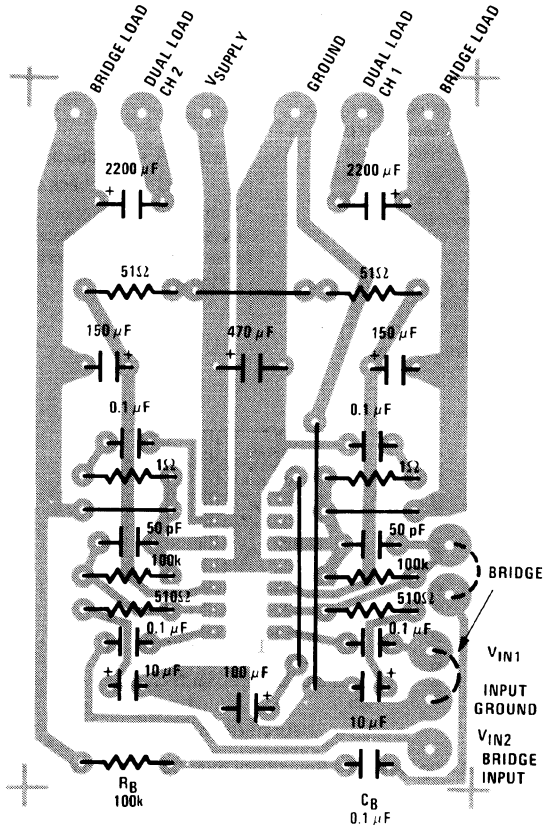 BRIDGE LOAD
DUAL LOAD
CH 2
VSUPPLY
GROUND
DUAL LOAD
CH 1
BRIDGE LOAD
2200 µF
+
2200 µF
+
51Ω
51Ω
150 µF
+
470 µF
+
150 µF
+
0.1 µF
0.1 µF
1Ω
1Ω
50 pF
50 pF
100k
100k
BRIDGE
510Ω
510Ω
0.1 µF
0.1 µF
VIN1
10 µF
+
100 µF
+
+
10 µF
INPUT
GROUND
VIN2
BRIDGE
INPUT
RB
100k
CB
0.1 µF